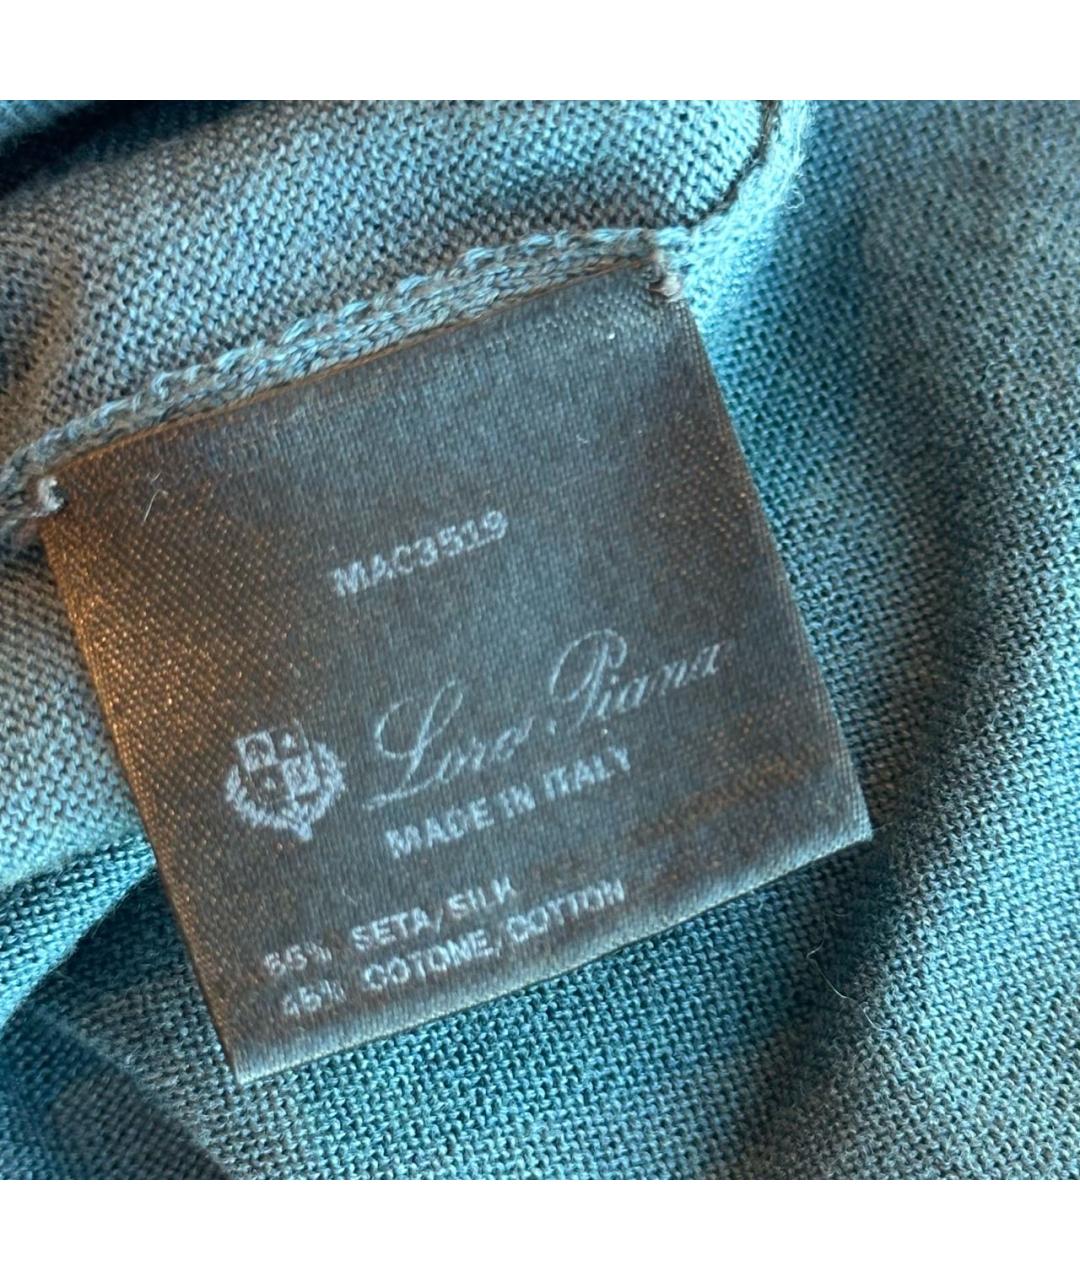 MAC3519
Loro Piana
MADE IN ITALY
55% SETA/SILK
45% COTONE/COTTON